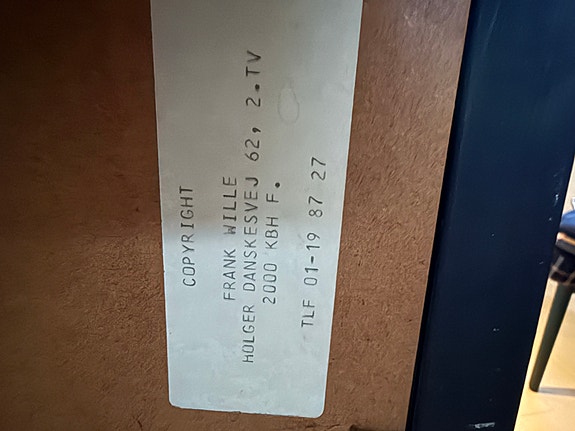 COPYRIGHT
FRANK WILLE
HOLGER DANSKESVEJ 62, 2.TV
2000 KBH F.
TLF 01-19 87 27